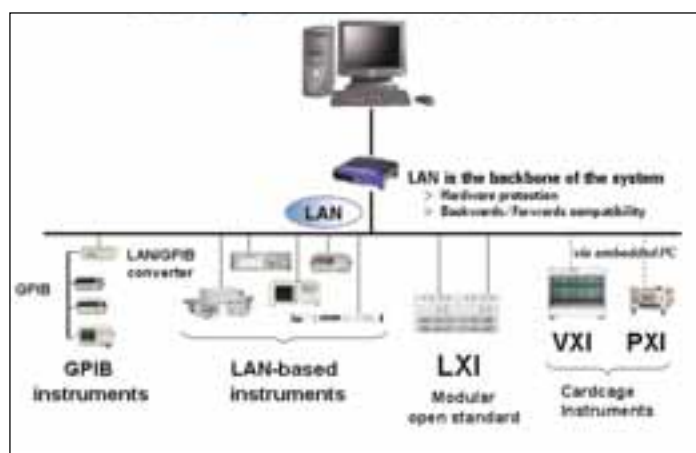 LAN is the backbone of the system
> Hardware protection
> Backwards/Forwards compatibility
LAN
LAN/GPIB
converter
via embedded PC
GPIB
GPIB
instruments
LAN-based
instruments
LXI
Modular
open standard
VXI
PXI
Cardcage
Instruments